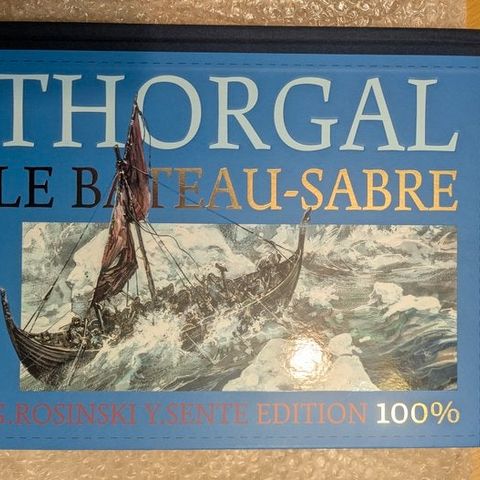 THORGAL
LE BATEAU-SABRE
G.ROSINSKI Y.SENTE EDITION 100%